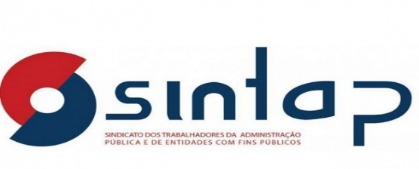 sintap
SINDICATO DOS TRABALHADORES DA ADMINISTRAÇÃO
PÚBLICA E DE ENTIDADES COM FINS PÚBLICOS